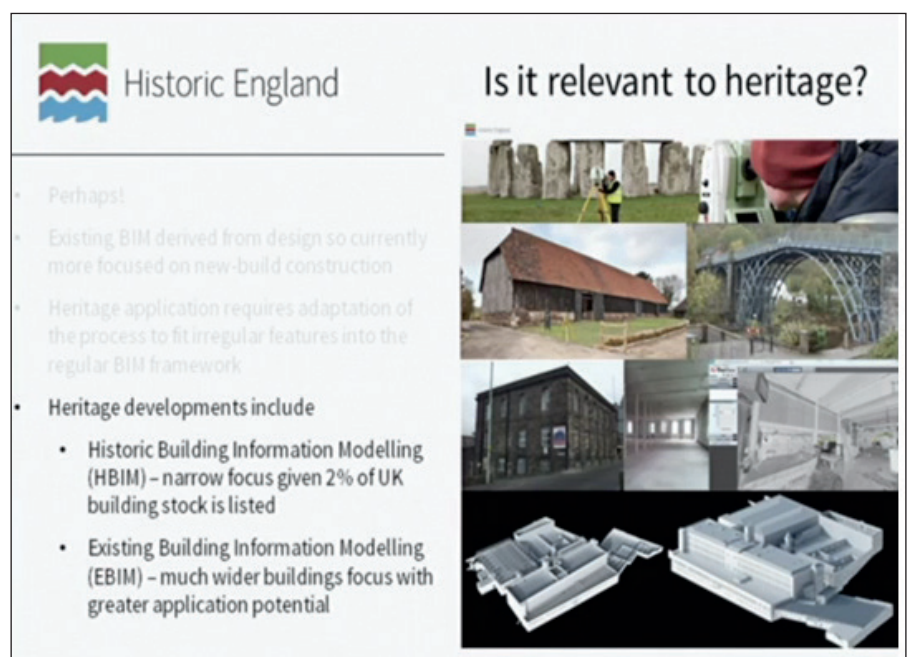 Historic England
Is it relevant to heritage?
• Perhaps!
• Existing BIM derived from design so currently
more focused on new-build construction
• Heritage application requires adaptation of
the process to fit irregular features into the
regular BIM framework
• Heritage developments include
• Historic Building Information Modelling
(HBIM) – narrow focus given 2% of UK
building stock is listed
• Existing Building Information Modelling
(EBIM) – much wider buildings focus with
greater application potential